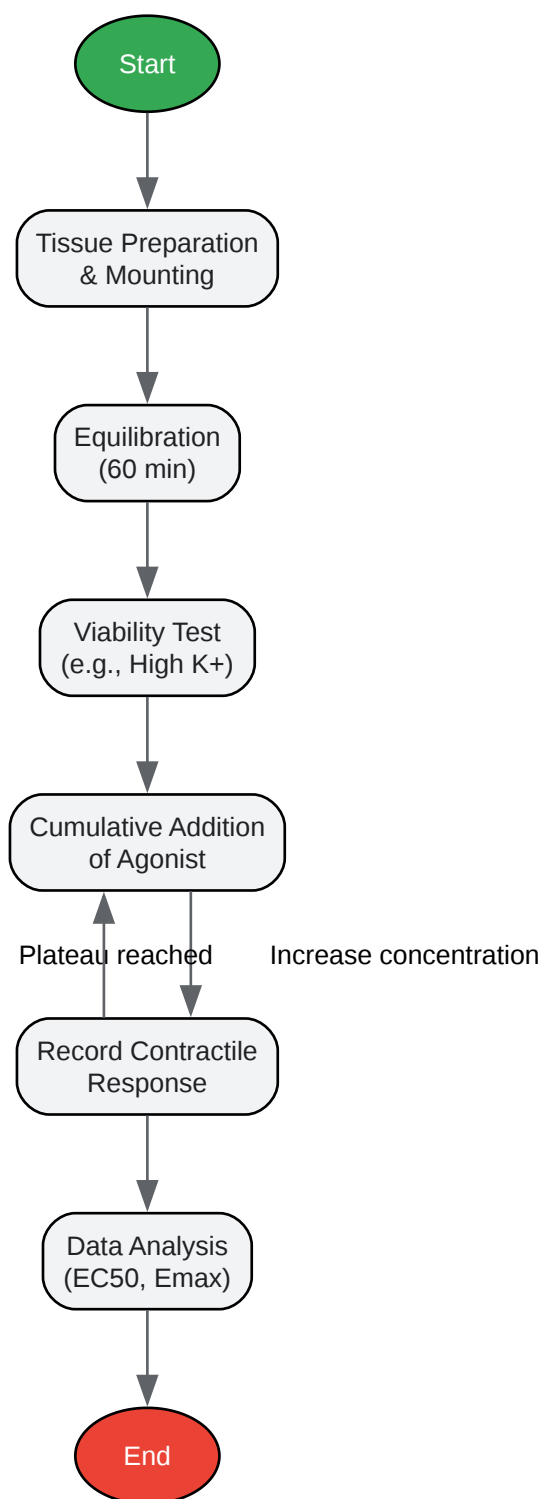 Start
Tissue Preparation
& Mounting
Equilibration
(60 min)
Viability Test
(e.g., High K+)
Cumulative Addition
of Agonist
Plateau reached
Increase concentration
Record Contractile
Response
Data Analysis
(EC50, Emax)
End